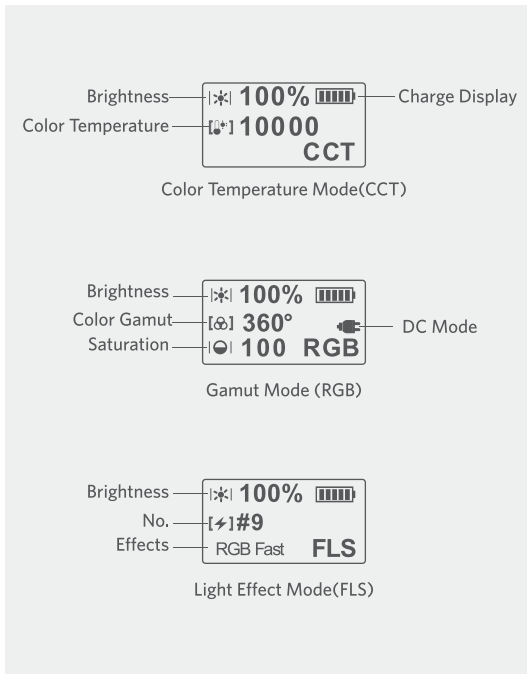 Brightness 100% Charge Display
Color Temperature 10000
CCT
Color Temperature Mode(CCT)
Brightness 100%
Color Gamut 360° DC Mode
Saturation 100 RGB
Gamut Mode (RGB)
Brightness 100%
No. #9
Effects RGB Fast FLS
Light Effect Mode(FLS)